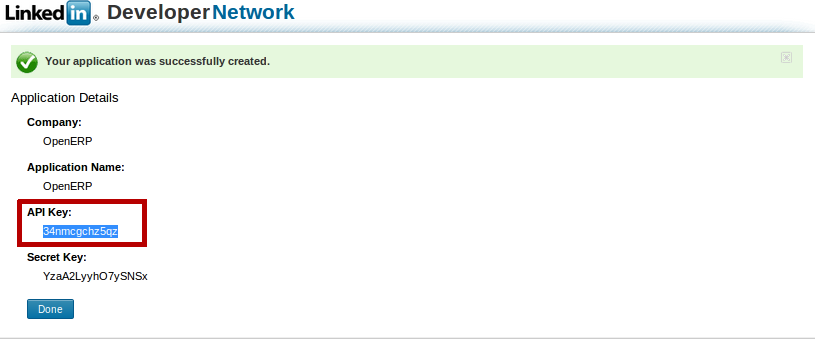 Linked in® DeveloperNetwork
Your application was successfully created.
Application Details
Company:
OpenERP
Application Name:
OpenERP
API Key:
34nmcgchz5qz
Secret Key:
YzaA2LyyhO7ySNSx
Done